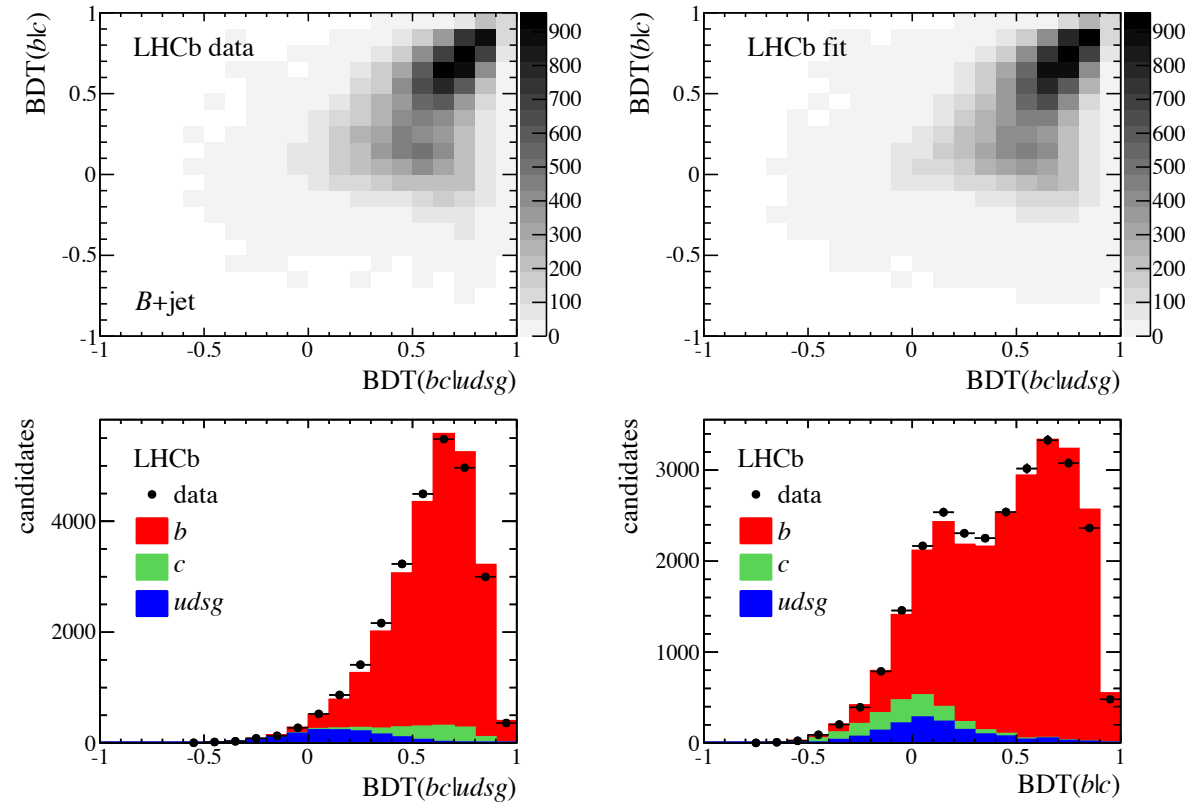 LHCb data
B+jet
BDT(b|c)
1
0.5
0
-0.5
-1
-1
-0.5
0
0.5
1
BDT(bc|udsg)
900
800
700
600
500
400
300
200
100
0
LHCb fit
BDT(b|c)
1
0.5
0
-0.5
-1
-1
-0.5
0
0.5
1
BDT(bc|udsg)
900
800
700
600
500
400
300
200
100
0
candidates
4000
2000
0
LHCb
data
b
c
udsg
-1
-0.5
0
0.5
1
BDT(bc|udsg)
candidates
3000
2000
1000
0
LHCb
data
b
c
udsg
-1
-0.5
0
0.5
1
BDT(b|c)